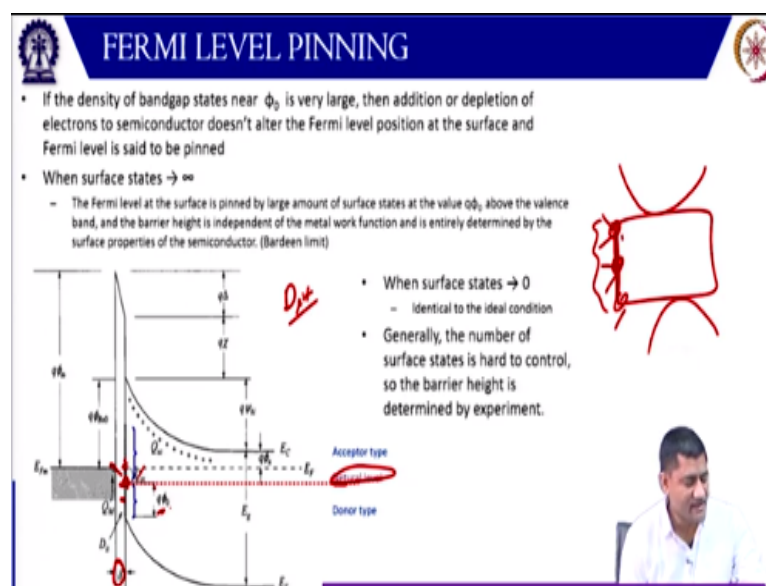 FERMI LEVEL PINNING
• If the density of bandgap states near ϕ₀ is very large, then addition or depletion of
electrons to semiconductor doesn't alter the Fermi level position at the surface and
Fermi level is said to be pinned
• When surface states → ∞
– The Fermi level at the surface is pinned by large amount of surface states at the value qϕ₀ above the valence
band, and the barrier height is independent of the metal work function and is entirely determined by the
surface properties of the semiconductor. (Bardeen limit)
• When surface states → 0
– Identical to the ideal condition
• Generally, the number of
surface states is hard to control,
so the barrier height is
determined by experiment.
qΔ
qχ
E_C
Acceptor type
E_F
Donor type
E_g